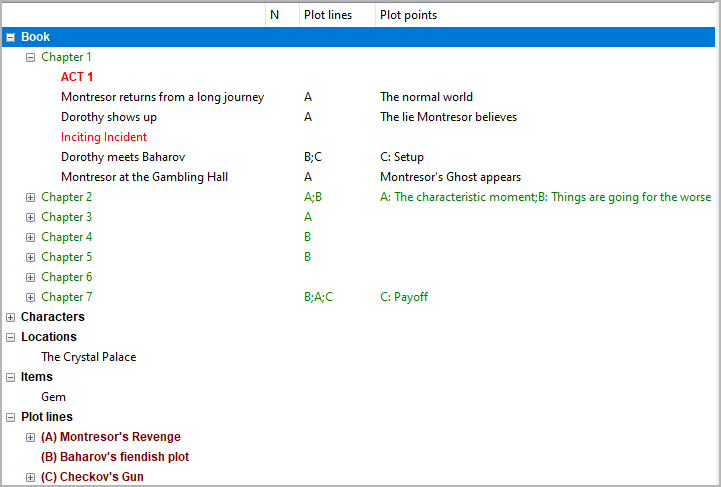 N Plot lines Plot points
Book
Chapter 1
ACT 1
Montresor returns from a long journey A The normal world
Dorothy shows up A The lie Montresor believes
Inciting Incident
Dorothy meets Baharov B;C C: Setup
Montresor at the Gambling Hall A Montresor's Ghost appears
Chapter 2 A;B A: The characteristic moment;B: Things are going for the worse
Chapter 3 A
Chapter 4 B
Chapter 5 B
Chapter 6
Chapter 7 B;A;C C: Payoff
Characters
Locations
The Crystal Palace
Items
Gem
Plot lines
(A) Montresor's Revenge
(B) Baharov's fiendish plot
(C) Checkov's Gun